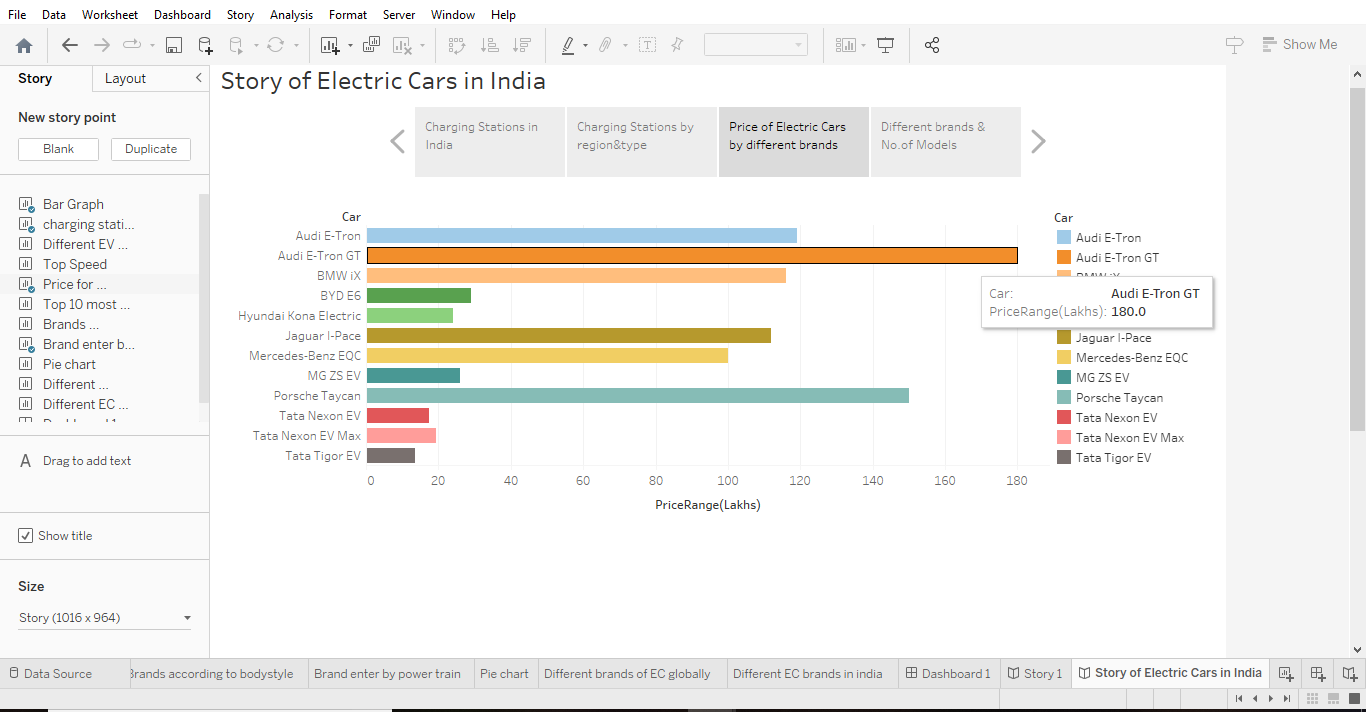 File Data Worksheet Dashboard Story Analysis Format Server Window Help
Show Me
Story Layout
New story point
Blank Duplicate
Bar Graph
charging stati...
Different EV ...
Top Speed
Price for ...
Top 10 most ...
Brands ...
Brand enter b...
Pie chart
Different ...
Different EC ...
A Drag to add text
Show title
Size
Story (1016 x 964)
Story of Electric Cars in India
Charging Stations in
India
Charging Stations by
region&type
Price of Electric Cars
by different brands
Different brands &
No.of Models
Car
Audi E-Tron
Audi E-Tron GT
BMW iX
BYD E6
Hyundai Kona Electric
Jaguar I-Pace
Mercedes-Benz EQC
MG ZS EV
Porsche Taycan
Tata Nexon EV
Tata Nexon EV Max
Tata Tigor EV
0 20 40 60 80 100 120 140 160 180
PriceRange(Lakhs)
Car
Audi E-Tron
Audi E-Tron GT
BMW iX
Car: Audi E-Tron GT
PriceRange(Lakhs): 180.0
Jaguar I-Pace
Mercedes-Benz EQC
MG ZS EV
Porsche Taycan
Tata Nexon EV
Tata Nexon EV Max
Tata Tigor EV
Data Source Brands according to bodystyle Brand enter by power train Pie chart Different brands of EC globally Different EC brands in india Dashboard 1 Story 1 Story of Electric Cars in India